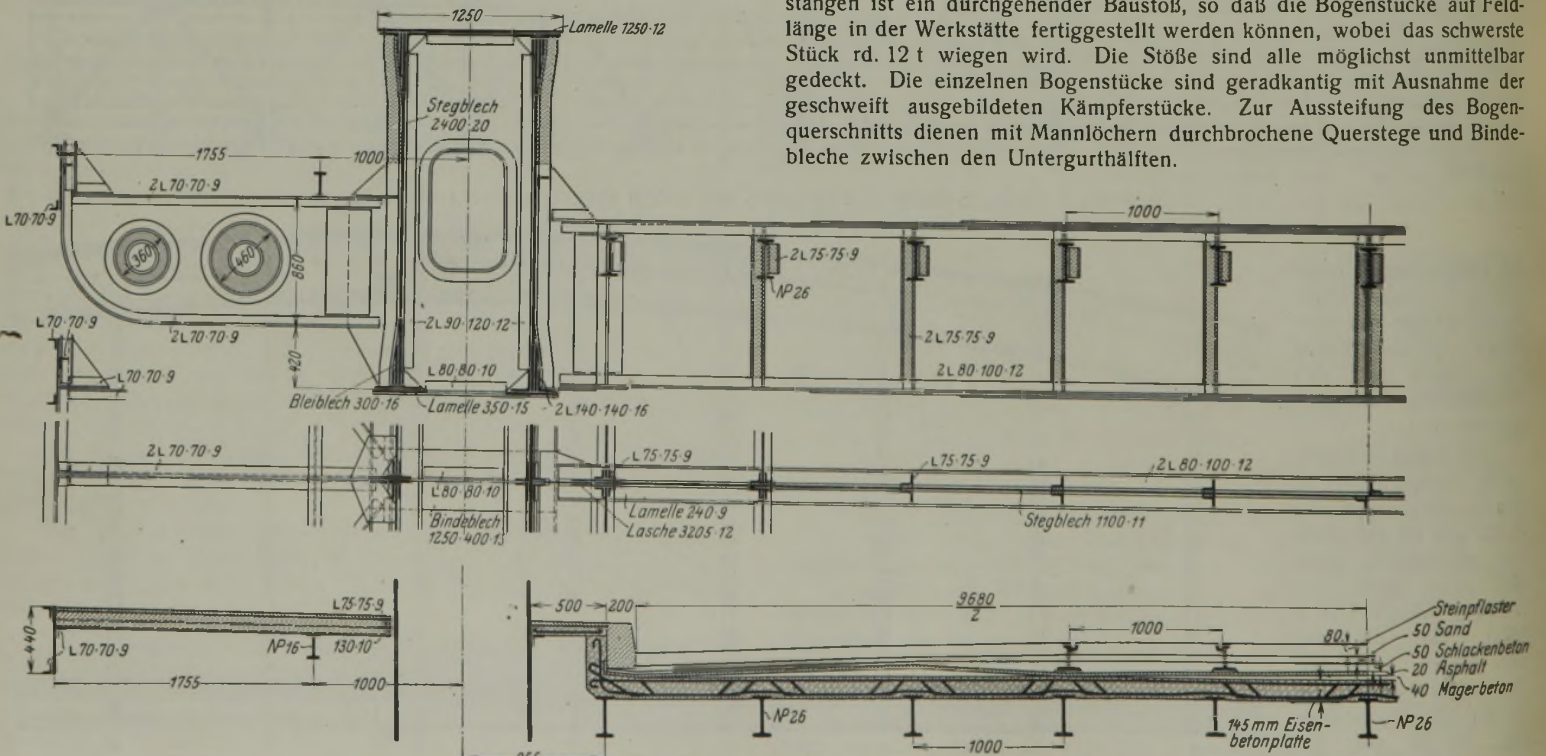 stangen ist ein durchgehender Baustoß, so daß die Bogenstücke auf Feld-
länge in der Werkstätte fertiggestellt werden können, wobei das schwerste
Stück rd. 12 t wiegen wird. Die Stöße sind alle möglichst unmittelbar
gedeckt. Die einzelnen Bogenstücke sind geradkantig mit Ausnahme der
geschweift ausgebildeten Kämpferstücke. Zur Aussteifung des Bogen-
querschnitts dienen mit Mannlöchern durchbrochene Querstege und Binde-
bleche zwischen den Untergurthälften.
1250
Lamelle 1250·12
Stegblech
2400·20
1755
1000
2L70·70·9
L70·70·9
360
460
860
1000
2L75·75·9
NP26
L70·70·9
2L70·70·9
2L90·120·12
2L75·75·9
L70·70·9
420
L80·80·10
2L80·100·12
Bleiblech 300·16
Lamelle 350·15
2L140·140·16
2L70·70·9
L75·75·9
L75·75·9
2L80·100·12
L80·80·10
Bindeblech
1250·400·13
Lamelle 240·9
Lasche 3205·12
Stegblech 1100·11
L75·75·9
440
L70·70·9
NP16
130·10
1755
1000
500
200
9680
2
1000
80
Steinpflaster
50 Sand
50 Schlackenbeton
20 Asphalt
40 Magerbeton
NP26
1000
145mm Eisen-
betonplatte
NP26